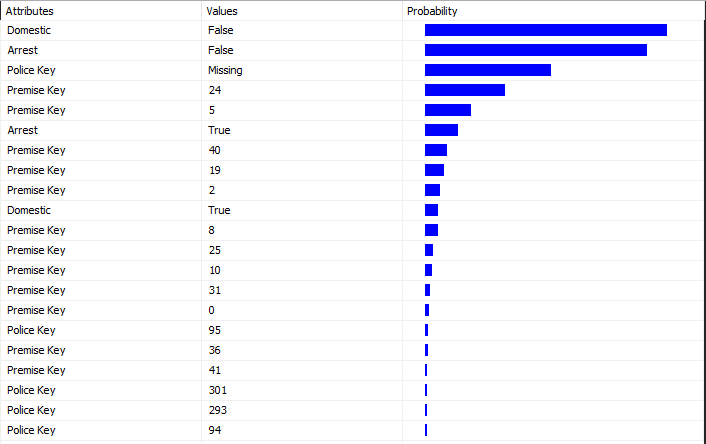 Attributes Values Probability
Domestic False
Arrest False
Police Key Missing
Premise Key 24
Premise Key 5
Arrest True
Premise Key 40
Premise Key 19
Premise Key 2
Domestic True
Premise Key 8
Premise Key 25
Premise Key 10
Premise Key 31
Premise Key 0
Police Key 95
Premise Key 36
Premise Key 41
Police Key 301
Police Key 293
Police Key 94